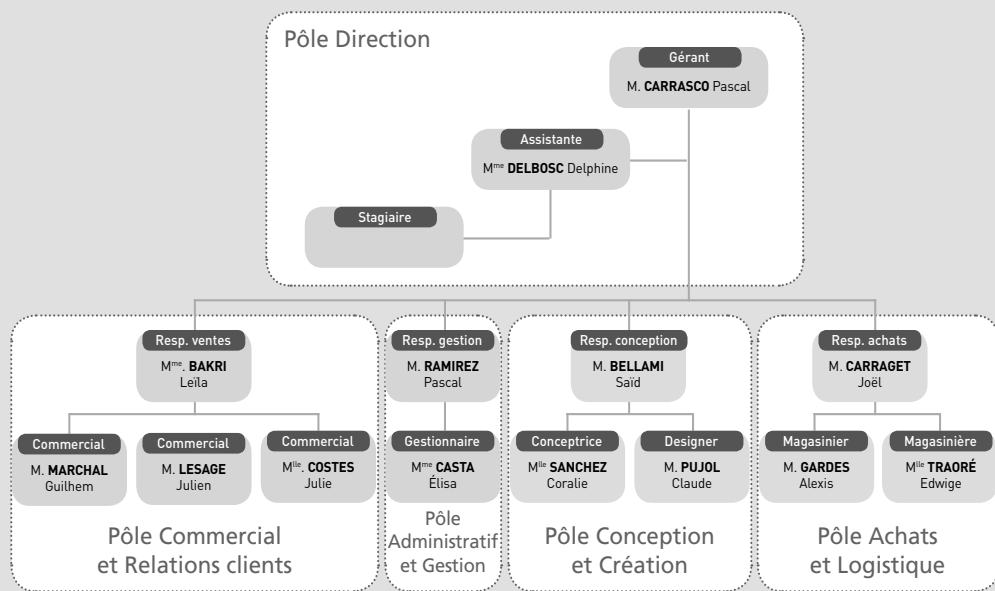 Pôle Direction
Gérant
M. CARRASCO Pascal
Assistante
Mme DELBOSC Delphine
Stagiaire
Resp. ventes
Mme. BAKRI
Leïla
Commercial
M. MARCHAL
Guilhem
Commercial
M. LESAGE
Julien
Commercial
Mlle. COSTES
Julie
Pôle Commercial
et Relations clients
Resp. gestion
M. RAMIREZ
Pascal
Gestionnaire
Mme CASTA
Élisa
Pôle
Administratif
et Gestion
Resp. conception
M. BELLAMI
Saïd
Conceptrice
Mlle SANCHEZ
Coralie
Designer
M. PUJOL
Claude
Pôle Conception
et Création
Resp. achats
M. CARRAGET
Joël
Magasinier
M. GARDES
Alexis
Magasinière
Mlle TRAORÉ
Edwige
Pôle Achats
et Logistique